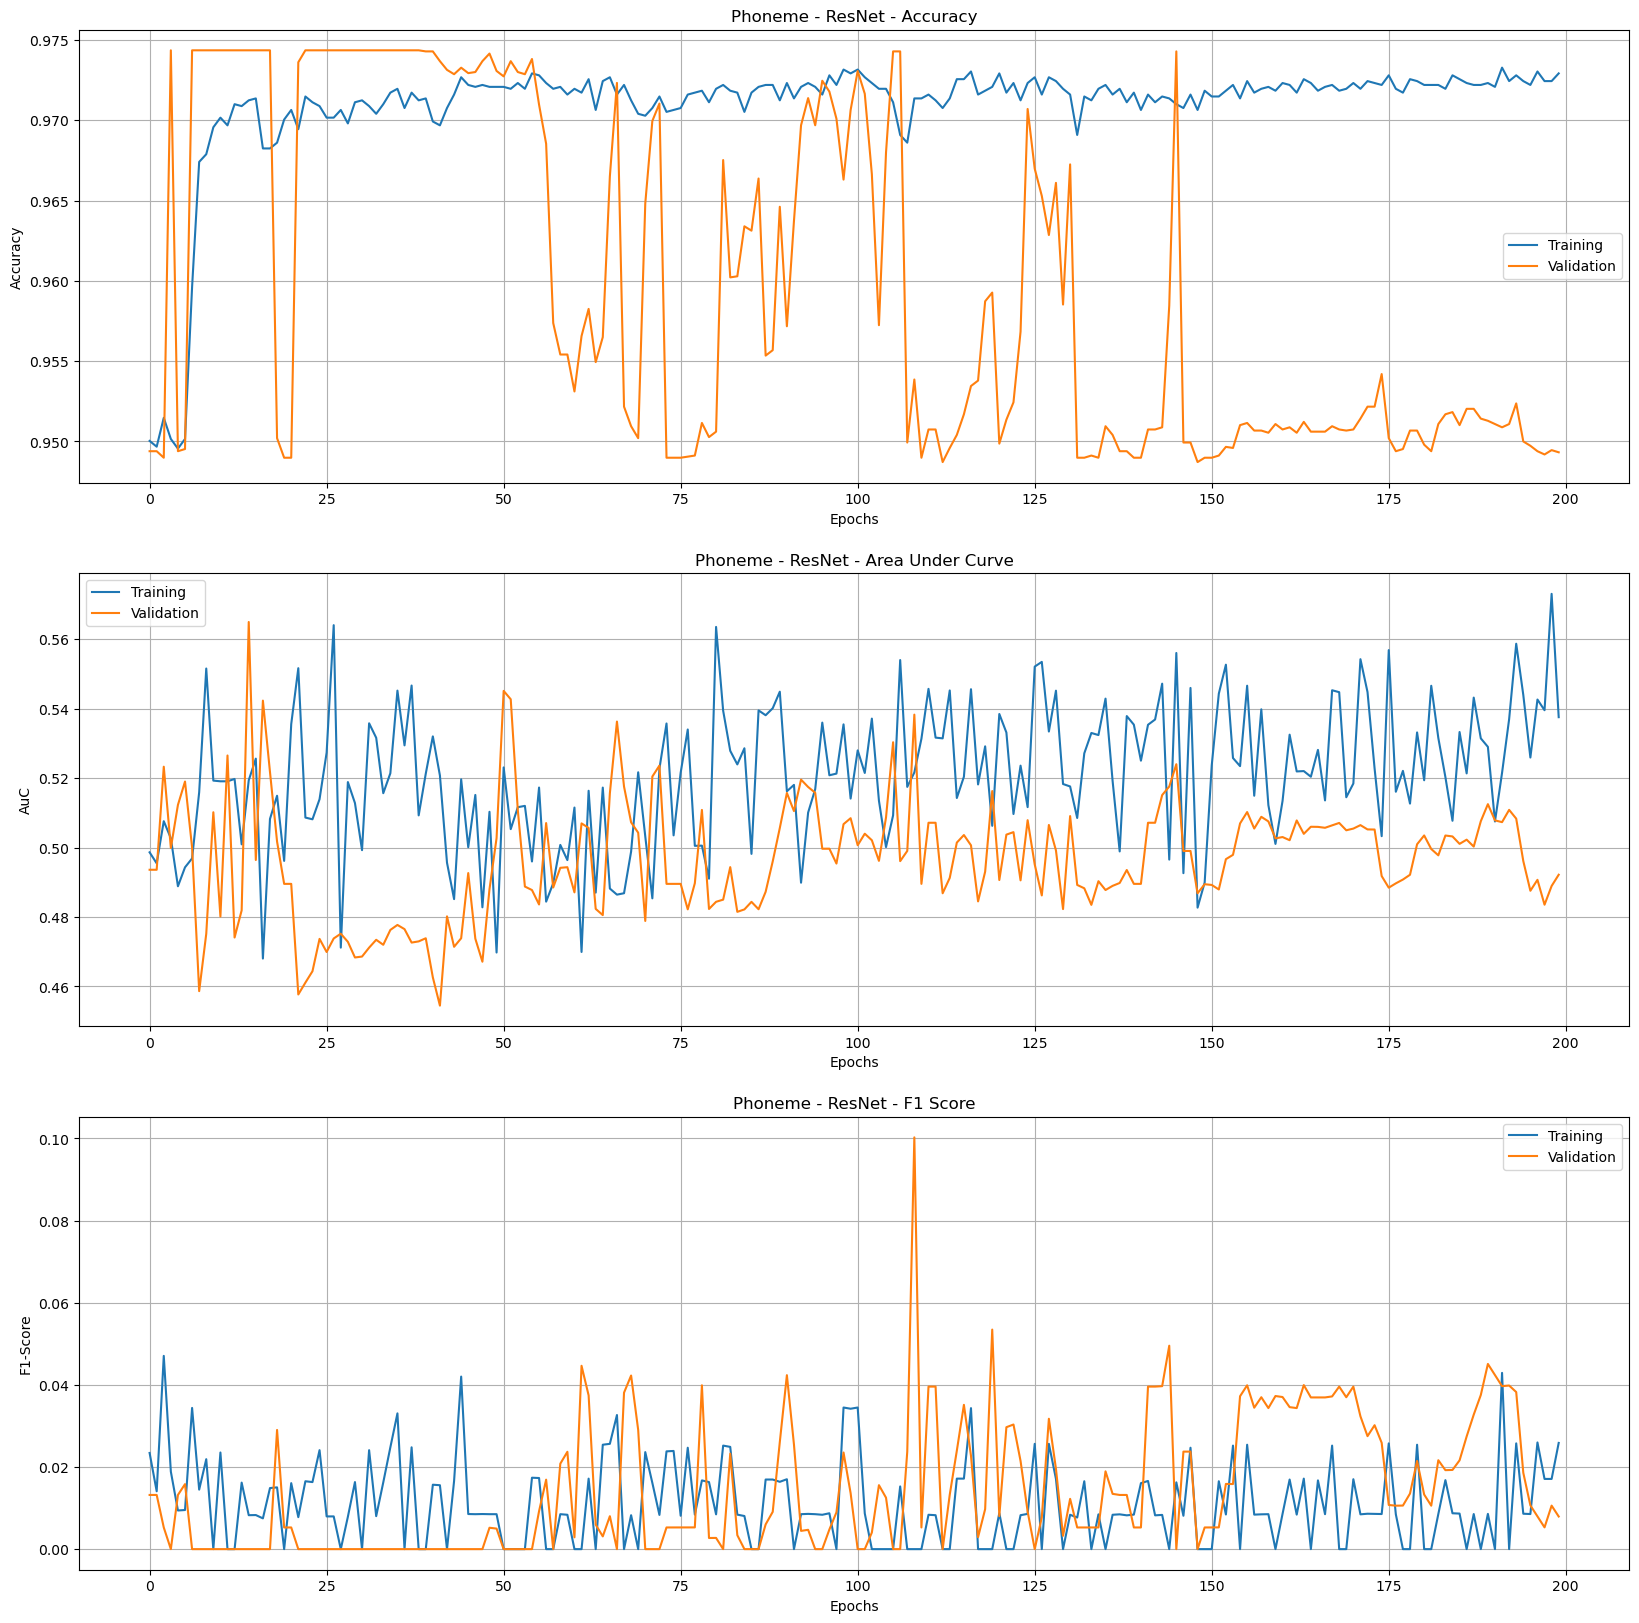 Phoneme - ResNet - Accuracy
0.975
0.970
0.965
0.960
0.955
0.950
Accuracy
Training
Validation
0 25 50 75 100 125 150 175 200
Epochs
Phoneme - ResNet - Area Under Curve
Training
Validation
0.56
0.54
0.52
0.50
0.48
0.46
AuC
0 25 50 75 100 125 150 175 200
Epochs
Phoneme - ResNet - F1 Score
0.10
0.08
0.06
0.04
0.02
0.00
F1-Score
Training
Validation
0 25 50 75 100 125 150 175 200
Epochs